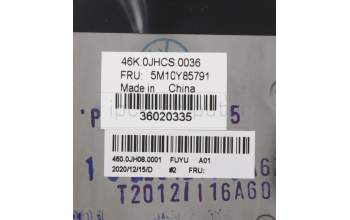 46K.0JHCS.0036
FRU: 5M10Y85791
Made in China
36020335
460.0JH08.0001 FUYU A01
2020/12/15/D #2 FRU: